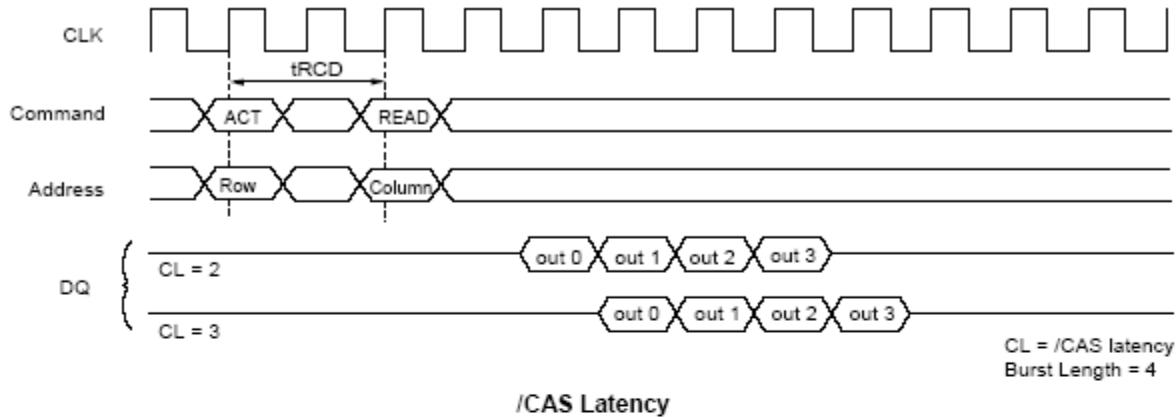 CLK
tRCD
Command ACT READ
Address Row Column
out 0 out 1 out 2 out 3
CL = 2
DQ
out 0 out 1 out 2 out 3
CL = 3
CL = /CAS latency
Burst Length = 4
/CAS Latency